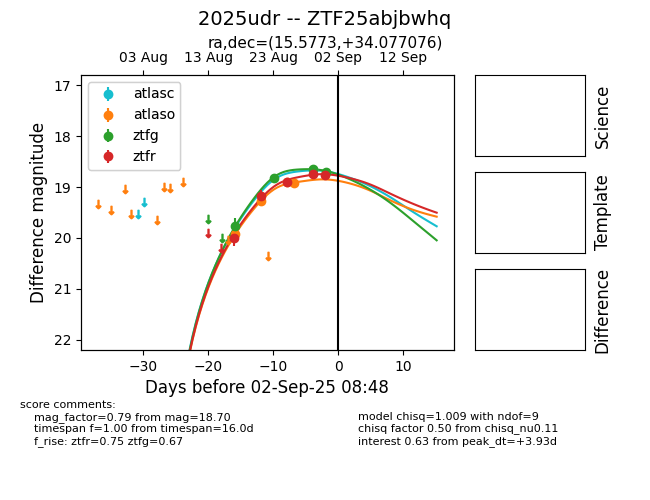 2025udr -- ZTF25abjbwhq
ra,dec=(15.5773,+34.077076)
03 Aug 13 Aug 23 Aug 02 Sep 12 Sep
atlasc
atlaso
ztfg
ztfr
17
18
19
20
21
22
Difference magnitude
−30 −20 −10 0 10
Days before 02-Sep-25 08:48
Science
Template
Difference
score comments:
mag_factor=0.79 from mag=18.70
timespan f=1.00 from timespan=16.0d
f_rise: ztfr=0.75 ztfg=0.67
model chisq=1.009 with ndof=9
chisq factor 0.50 from chisq_nu0.11
interest 0.63 from peak_dt=+3.93d